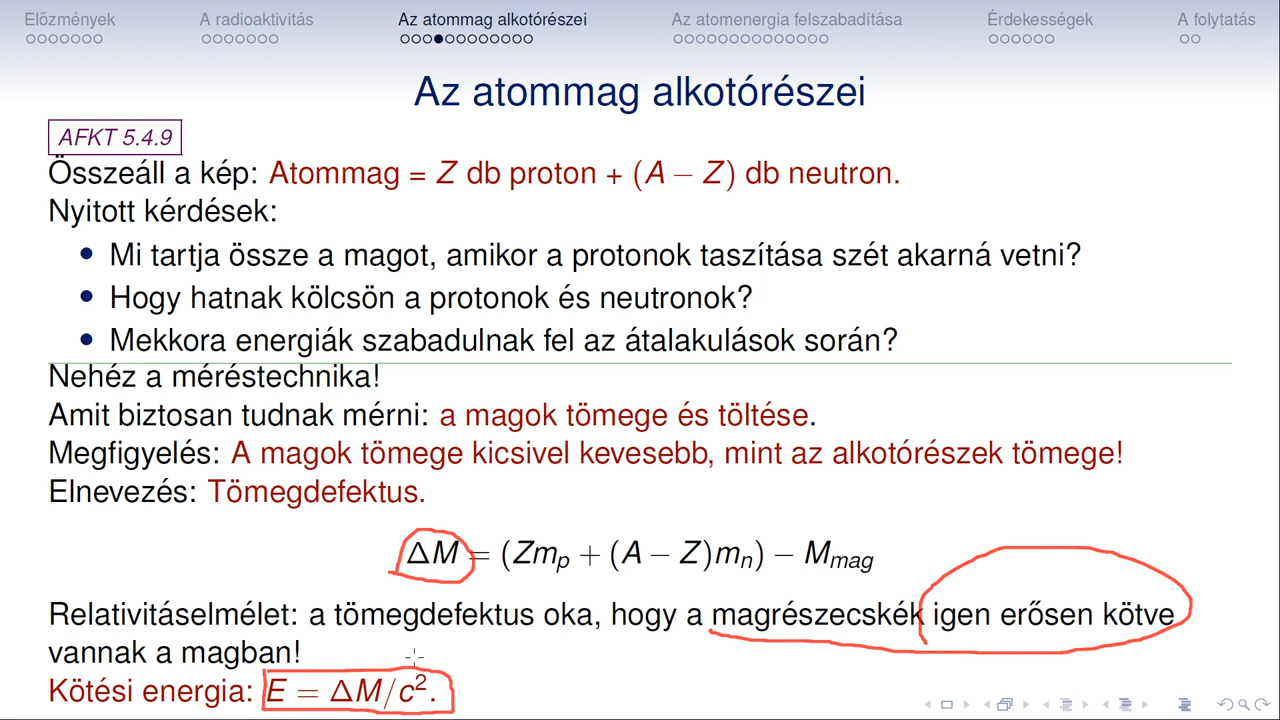 Előzmények A radioaktivitás Az atommag alkotórészei Az atomenergia felszabadítása Érdekességek A folytatás
Az atommag alkotórészei
AFKT 5.4.9
Összeáll a kép: Atommag = Z db proton + (A − Z) db neutron.
Nyitott kérdések:
• Mi tartja össze a magot, amikor a protonok taszítása szét akarná vetni?
• Hogy hatnak kölcsön a protonok és neutronok?
• Mekkora energiák szabadulnak fel az átalakulások során?
Nehéz a méréstechnika!
Amit biztosan tudnak mérni: a magok tömege és töltése.
Megfigyelés: A magok tömege kicsivel kevesebb, mint az alkotórészek tömege!
Elnevezés: Tömegdefektus.
ΔM = (Zm_p + (A − Z)m_n) − M_mag
Relativitáselmélet: a tömegdefektus oka, hogy a magrészecskék igen erősen kötve
vannak a magban!
Kötési energia: E = ΔM/c².